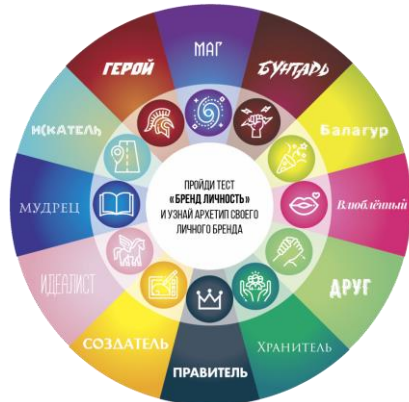 МАГ
БУНТАРЬ
Балагур
Влюблённый
ДРУГ
ХРАНИТЕЛЬ
ПРАВИТЕЛЬ
СОЗДАТЕЛЬ
ИДЕАЛИСТ
МУДРЕЦ
ИСКАТЕЛЬ
ГЕРОЙ
ПРОЙДИ ТЕСТ
«БРЕНД ЛИЧНОСТЬ»
И УЗНАЙ АРХЕТИП СВОЕГО
ЛИЧНОГО БРЕНДА